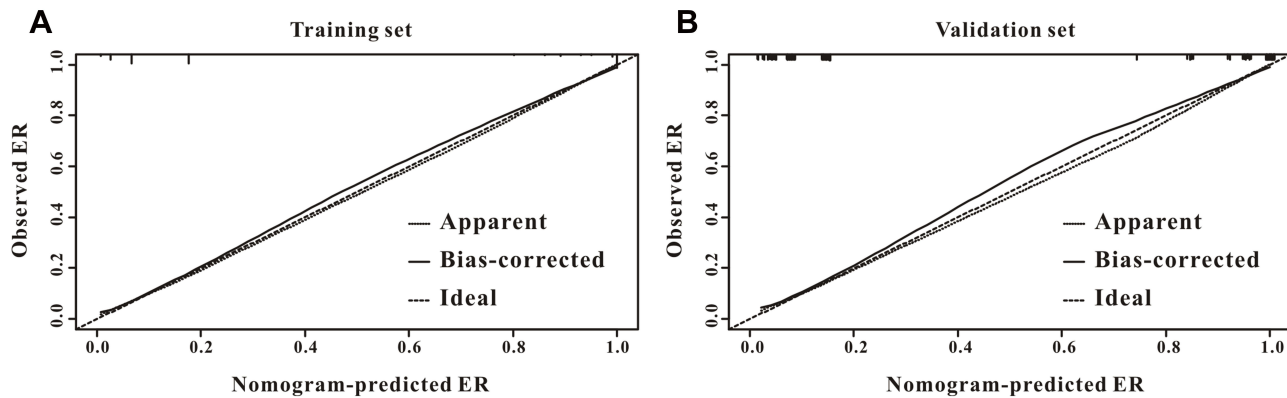 A
Training set
Observed ER
1.0
0.8
0.6
0.4
0.2
0.0
Apparent
Bias-corrected
Ideal
0.0 0.2 0.4 0.6 0.8 1.0
Nomogram-predicted ER
B
Validation set
Observed ER
1.0
0.8
0.6
0.4
0.2
0.0
Apparent
Bias-corrected
Ideal
0.0 0.2 0.4 0.6 0.8 1.0
Nomogram-predicted ER